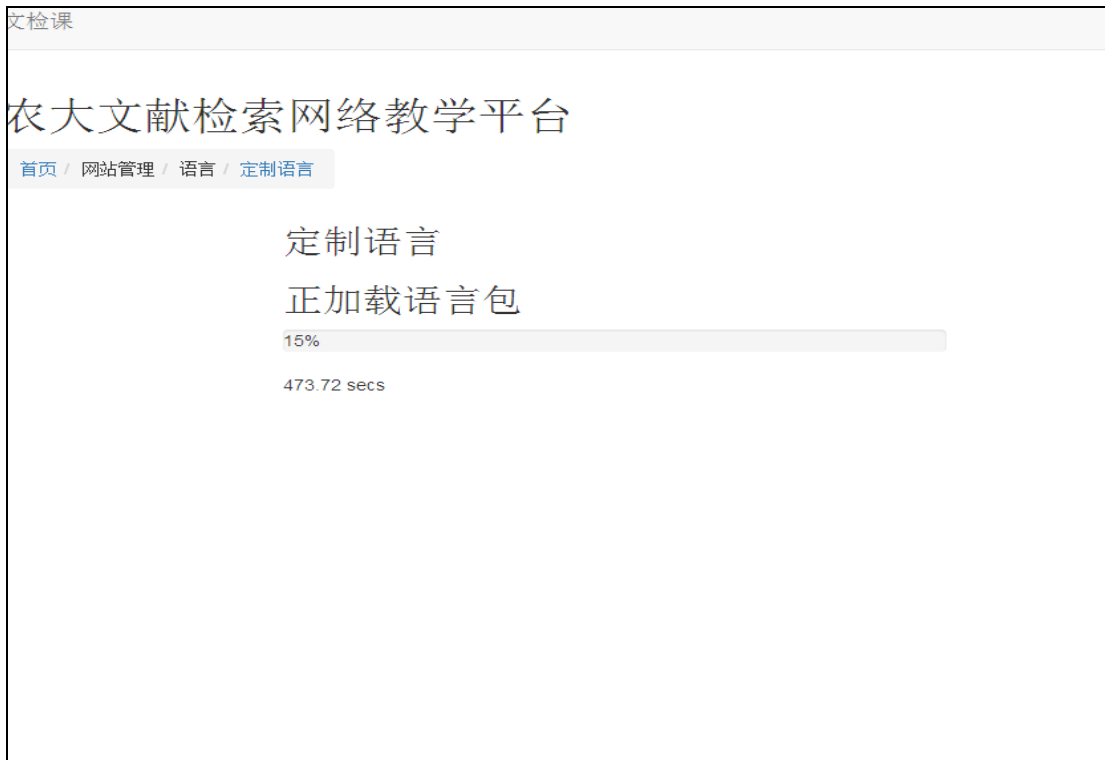 文检课
农大文献检索网络教学平台
首页 / 网站管理 / 语言 / 定制语言
定制语言
正加载语言包
15%
473.72 secs